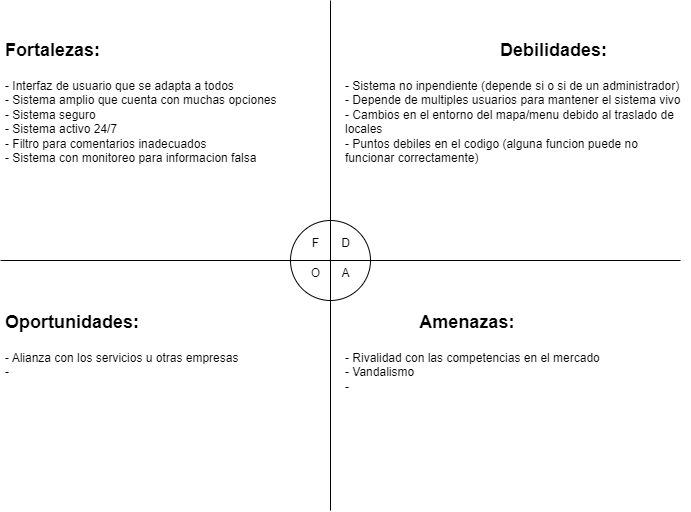 Fortalezas:
- Interfaz de usuario que se adapta a todos
- Sistema amplio que cuenta con muchas opciones
- Sistema seguro
- Sistema activo 24/7
- Filtro para comentarios inadecuados
- Sistema con monitoreo para informacion falsa
Debilidades:
- Sistema no inpendiente (depende si o si de un administrador)
- Depende de multiples usuarios para mantener el sistema vivo
- Cambios en el entorno del mapa/menu debido al traslado de
locales
- Puntos debiles en el codigo (alguna funcion puede no
funcionar correctamente)
F D
O A
Oportunidades:
- Alianza con los servicios u otras empresas
-
Amenazas:
- Rivalidad con las competencias en el mercado
- Vandalismo
-